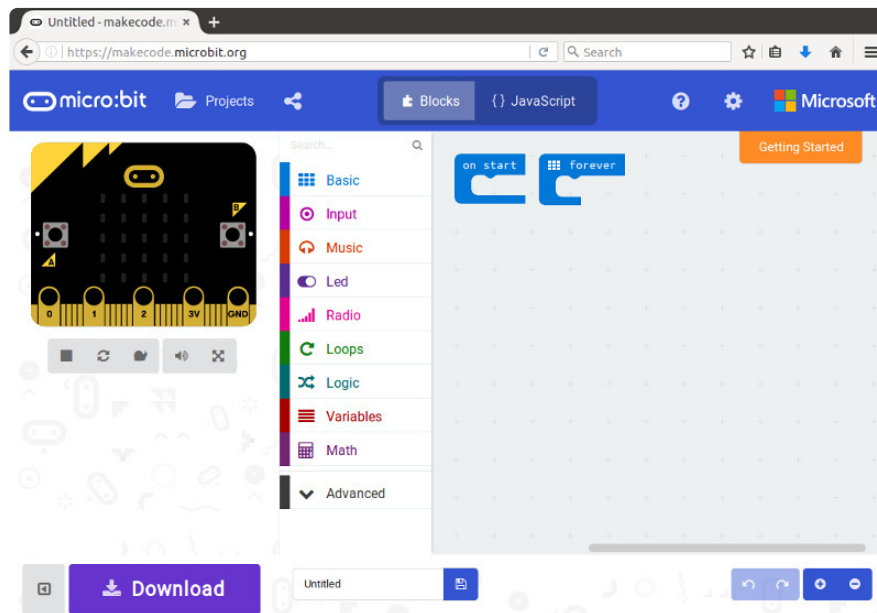 Untitled - makecode.m
https://makecode.microbit.org
Search
micro:bit
Projects
Blocks
{} JavaScript
?
Microsoft
Search...
Getting Started
on start
forever
Basic
Input
Music
Led
Radio
Loops
Logic
Variables
Math
Advanced
B
A
0
1
2
3V
GND
Download
Untitled